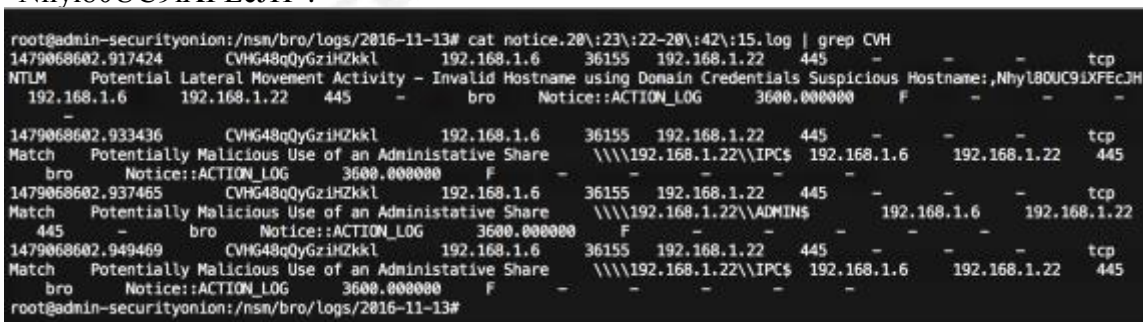 root@admin-securityonion:/nsm/bro/logs/2016-11-13# cat notice.20\:23\:22-20\:42\:15.log | grep CVH
1479068602.917424 CVHG48qQyGziHZkkl 192.168.1.6 36155 192.168.1.22 445 - - - tcp
NTLM Potential Lateral Movement Activity - Invalid Hostname using Domain Credentials Suspicious Hostname:,Nhyl8OUC9iXFEcJH
192.168.1.6 192.168.1.22 445 - bro Notice::ACTION_LOG 3600.000000 F - - -
-
1479068602.933436 CVHG48qQyGziHZkkl 192.168.1.6 36155 192.168.1.22 445 - - - tcp
Match Potentially Malicious Use of an Administative Share \\\\192.168.1.22\\IPC$ 192.168.1.6 192.168.1.22 445
bro Notice::ACTION_LOG 3600.000000 F - - - - -
1479068602.937465 CVHG48qQyGziHZkkl 192.168.1.6 36155 192.168.1.22 445 - - - tcp
Match Potentially Malicious Use of an Administative Share \\\\192.168.1.22\\ADMIN$ 192.168.1.6 192.168.1.22
445 - bro Notice::ACTION_LOG 3600.000000 F - - - - -
1479068602.949469 CVHG48qQyGziHZkkl 192.168.1.6 36155 192.168.1.22 445 - - - tcp
Match Potentially Malicious Use of an Administative Share \\\\192.168.1.22\\IPC$ 192.168.1.6 192.168.1.22 445
bro Notice::ACTION_LOG 3600.000000 F - - - - -
root@admin-securityonion:/nsm/bro/logs/2016-11-13#